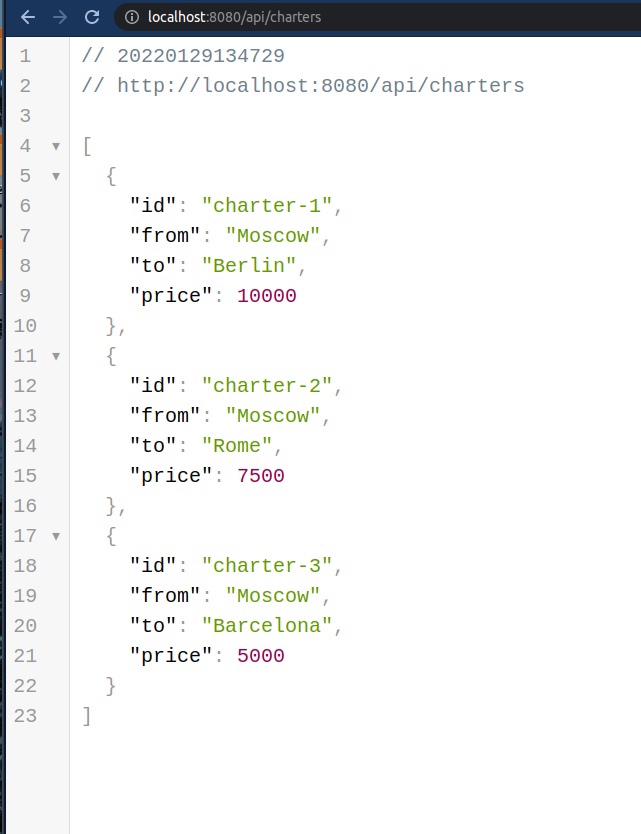 localhost:8080/api/charters
1 // 20220129134729
2 // http://localhost:8080/api/charters
3
4 [
5 {
6 "id": "charter-1",
7 "from": "Moscow",
8 "to": "Berlin",
9 "price": 10000
10 },
11 {
12 "id": "charter-2",
13 "from": "Moscow",
14 "to": "Rome",
15 "price": 7500
16 },
17 {
18 "id": "charter-3",
19 "from": "Moscow",
20 "to": "Barcelona",
21 "price": 5000
22 }
23 ]